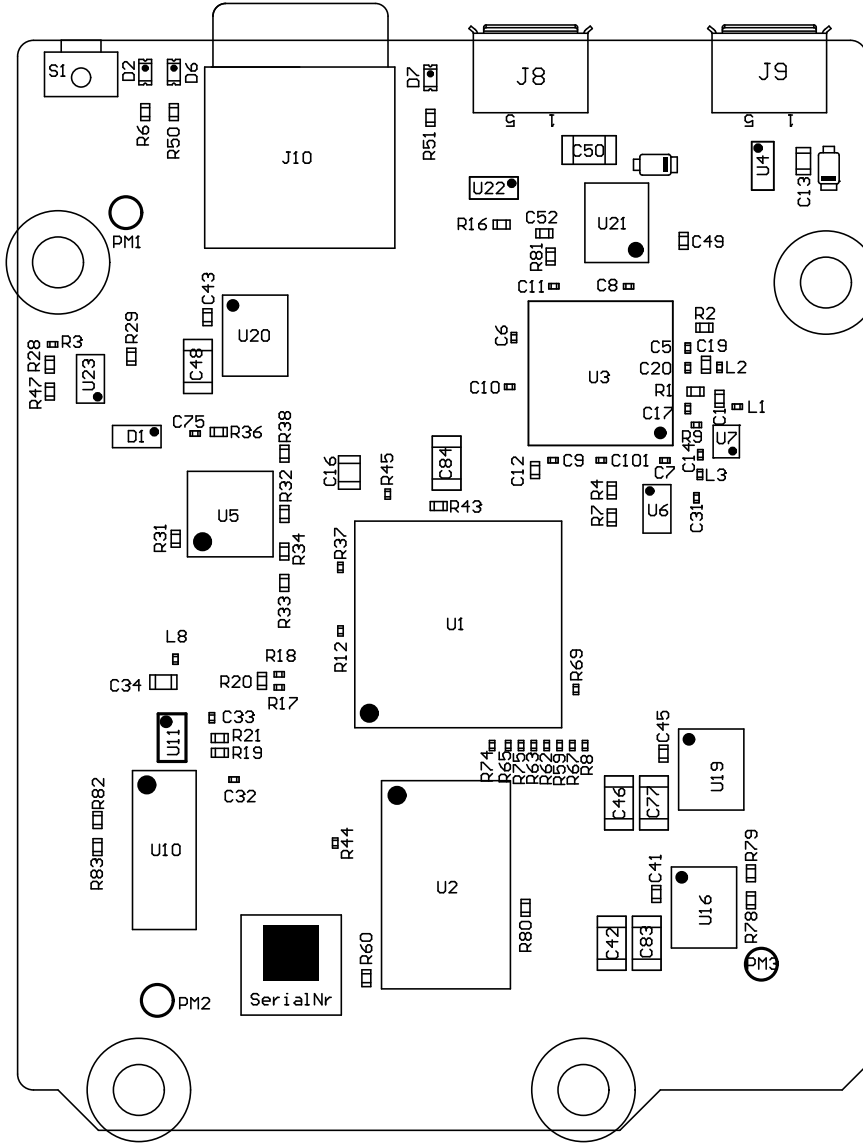 S1
D2
D6
D7
J8
J9
R6
R50
J10
R51
5
1
5
1
C50
U4
C13
U22
PM1
R16
C52
U21
R81
C49
C43
C11
C8
R28
R3
R29
U20
C6
U3
R2
C5
C19
C20
L2
R47
U23
C48
C10
R1
C17
C1
L1
D1
C75
R36
R38
R9
U7
C14
C16
R45
C84
C12
C9
C101
C7
L3
R32
R4
U6
C31
U5
R43
R7
R31
R34
R37
R33
U1
L8
R12
R18
R69
C34
R20
R17
C33
U11
R21
R19
C45
R74
R65
R75
R63
R62
R59
R67
R8
U19
C32
R82
C46
C77
U10
R44
R83
U2
C41
R79
U16
R80
R78
R60
C42
C83
PM3
SerialNr
PM2